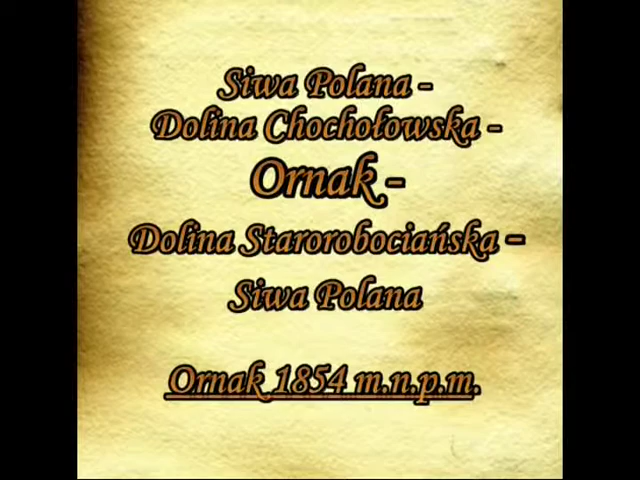 Siwa Polana -
Dolina Chochołowska -
Ornak -
Dolina Starorobociańska -
Siwa Polana
Ornak 1854 m.n.p.m.